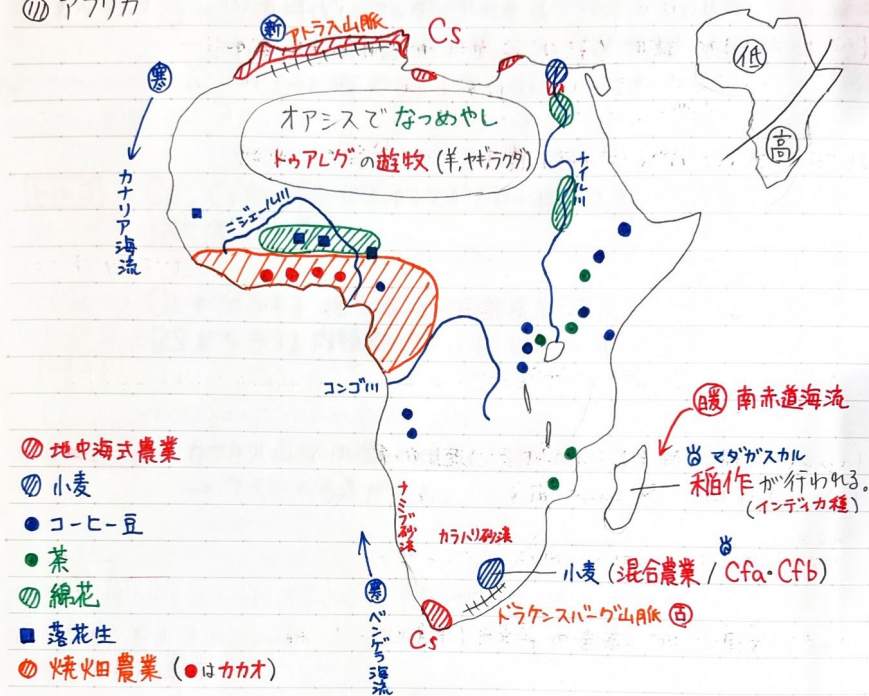 ⑪ アフリカ
新 アトラス山脈
Cs
低
高
寒
カナリア海流
オアシスで なつめやし
トゥアレグの遊牧 (羊,ヤギ,ラクダ)
ニジェール川
ナイル川
コンゴ川
暖 南赤道海流
マダガスカル
稲作が行われる。
(インディカ種)
ナミブ砂漠
カラハリ砂漠
小麦 (混合農業 / Cfa・Cfb)
ドラケンスバーグ山脈 古
Cs
寒 ベンゲラ海流
地中海式農業
小麦
コーヒー豆
茶
綿花
落花生
焼畑農業 (●はカカオ)